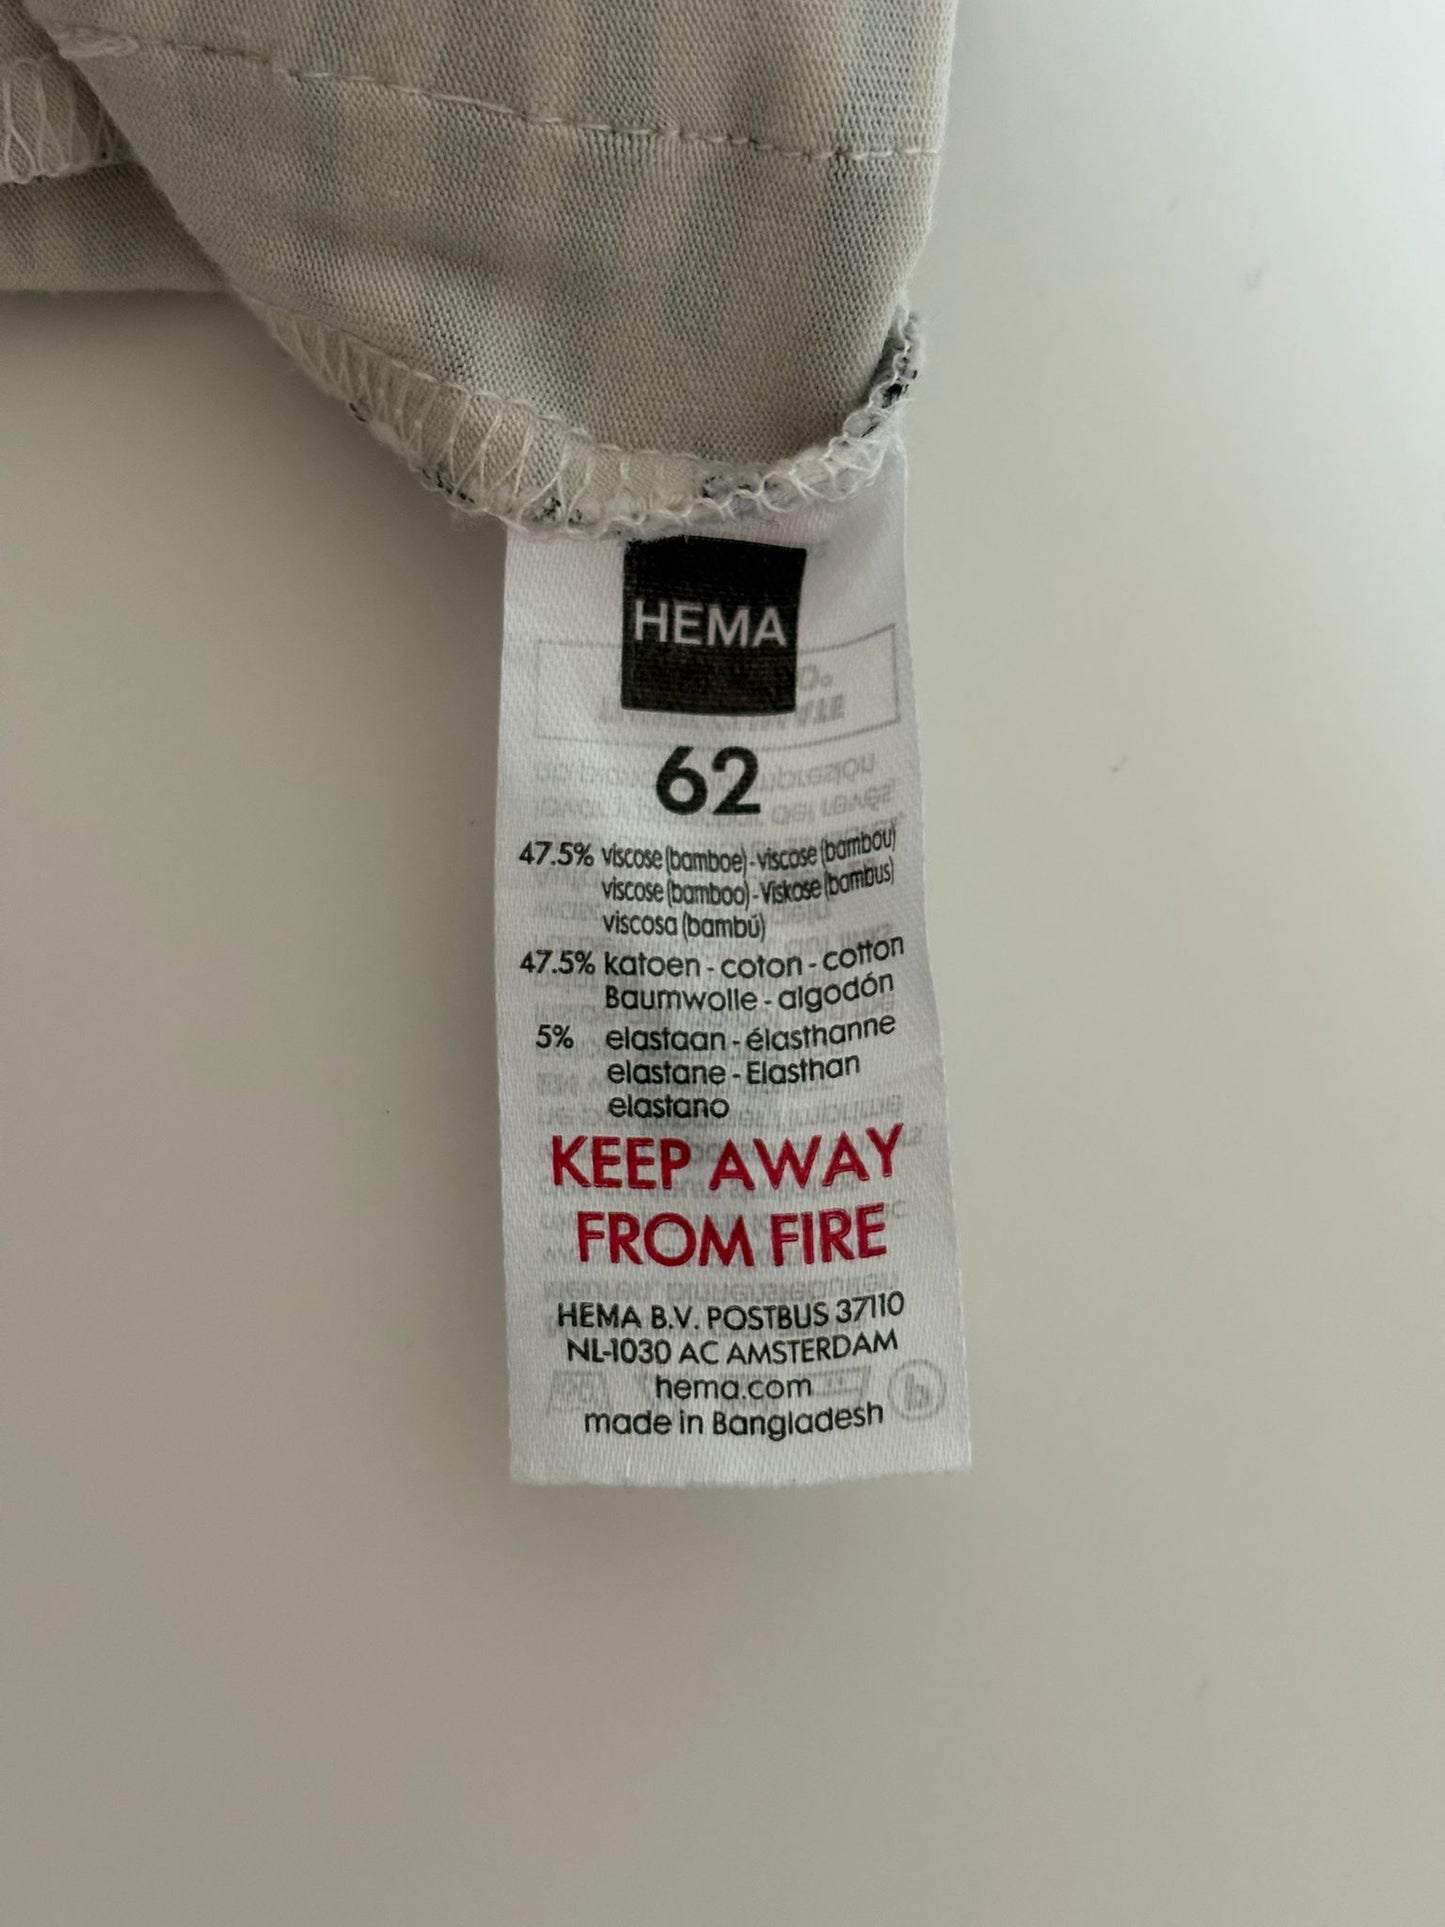 HEMA
62
47.5% viscose (bamboe) - viscose (bambou)
viscose (bamboo) - Viskose (bambus)
viscosa (bambú)
47.5% katoen - coton - cotton
Baumwolle - algodón
5% elastaan - élasthanne
elastane - Elasthan
elastano
KEEP AWAY
FROM FIRE
HEMA B.V. POSTBUS 37110
NL-1030 AC AMSTERDAM
hema.com
made in Bangladesh